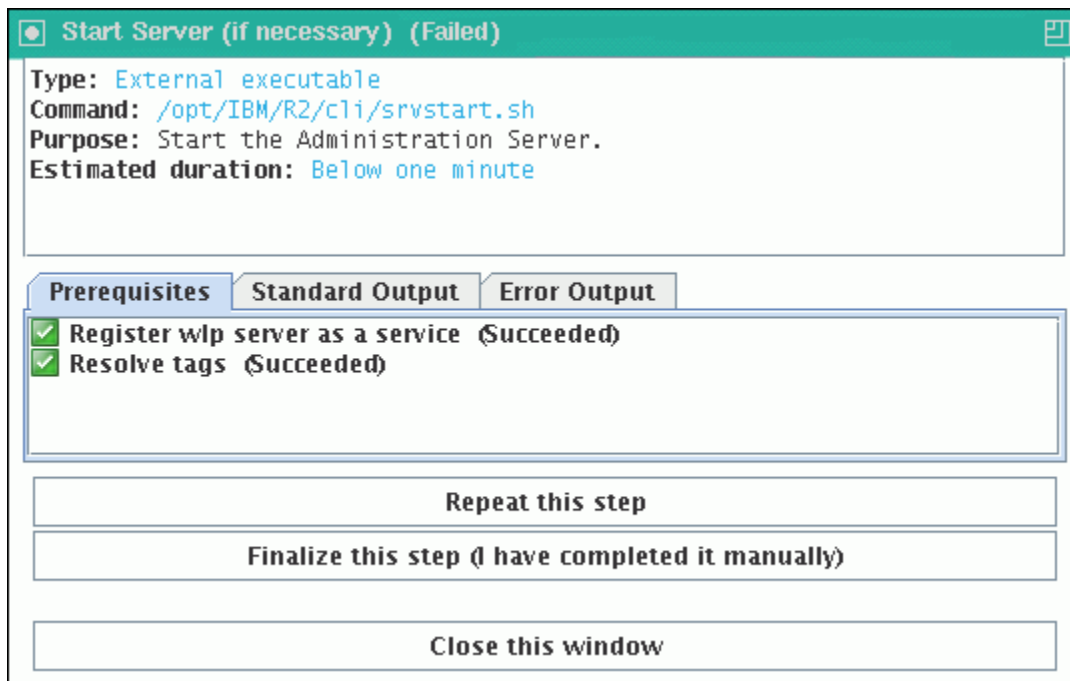 Start Server (if necessary) (Failed)
Type: External executable
Command: /opt/IBM/R2/cli/srvstart.sh
Purpose: Start the Administration Server.
Estimated duration: Below one minute
Prerequisites Standard Output Error Output
Register wlp server as a service (Succeeded)
Resolve tags (Succeeded)
Repeat this step
Finalize this step (I have completed it manually)
Close this window